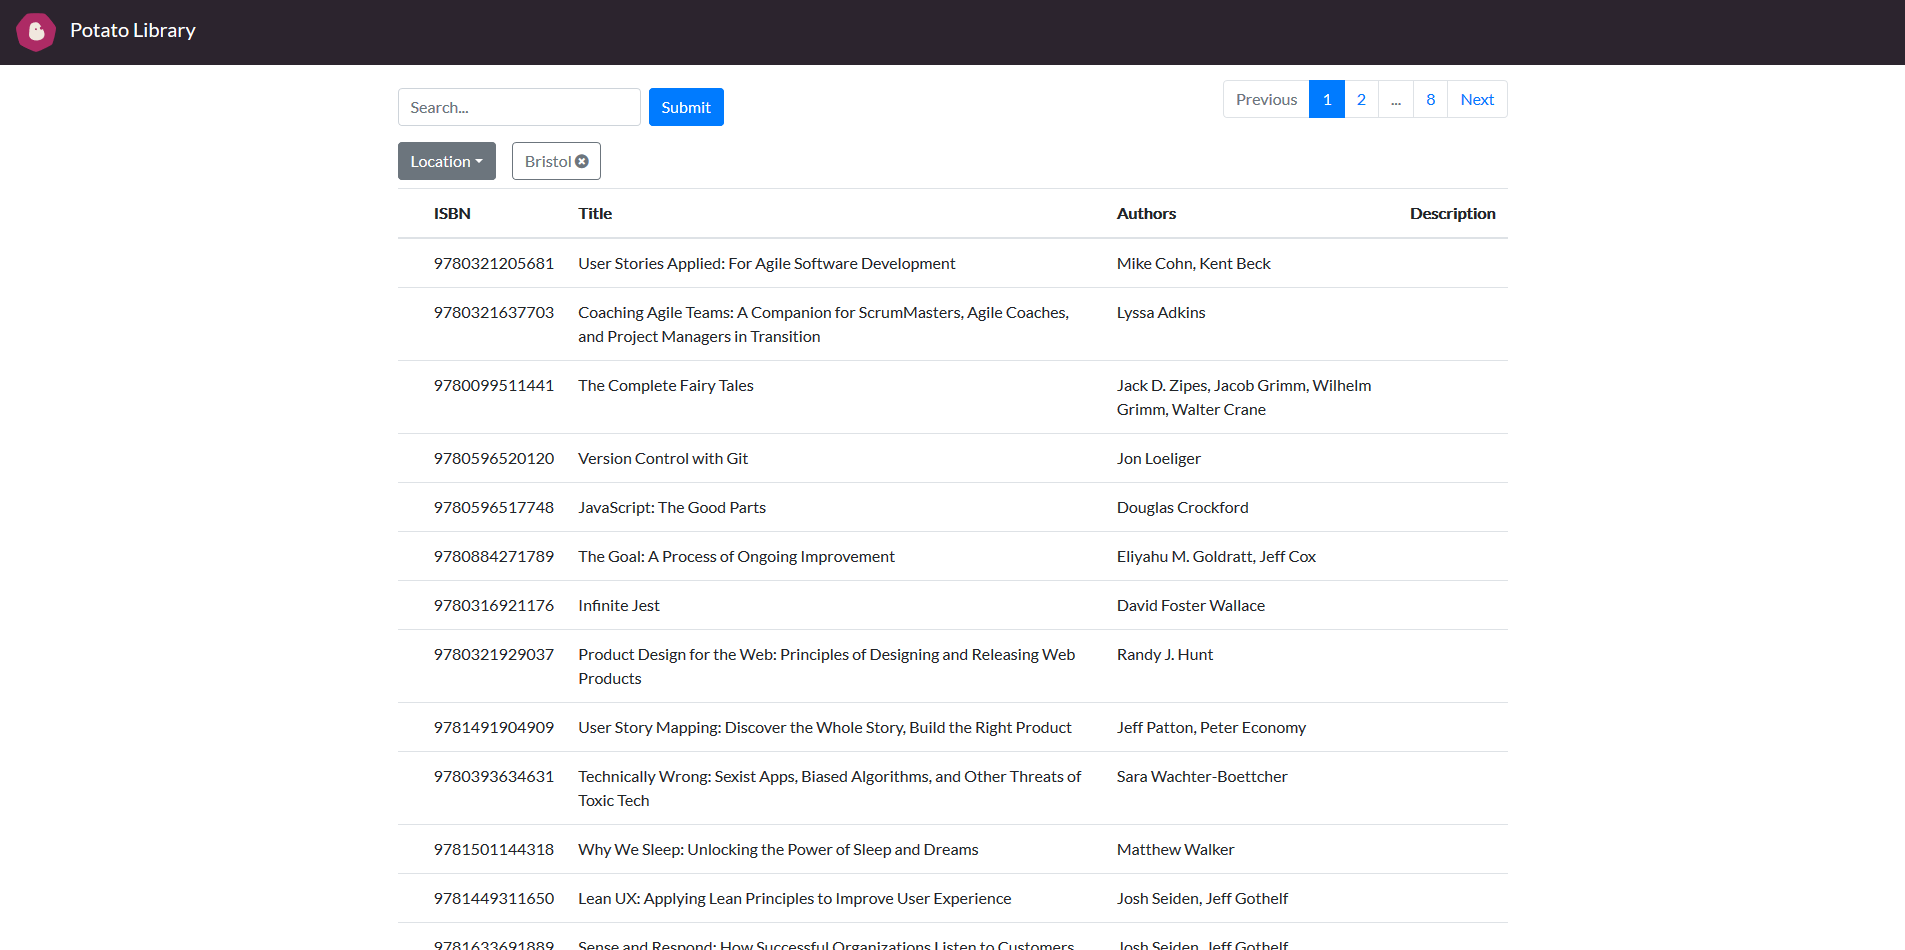 Potato Library
Search...
Submit
Previous 1 2 ... 8 Next
Location
Bristol
ISBN Title Authors Description
9780321205681 User Stories Applied: For Agile Software Development Mike Cohn, Kent Beck
9780321637703 Coaching Agile Teams: A Companion for ScrumMasters, Agile Coaches, Lyssa Adkins
and Project Managers in Transition
9780099511441 The Complete Fairy Tales Jack D. Zipes, Jacob Grimm, Wilhelm
Grimm, Walter Crane
9780596520120 Version Control with Git Jon Loeliger
9780596517748 JavaScript: The Good Parts Douglas Crockford
9780884271789 The Goal: A Process of Ongoing Improvement Eliyahu M. Goldratt, Jeff Cox
9780316921176 Infinite Jest David Foster Wallace
9780321929037 Product Design for the Web: Principles of Designing and Releasing Web Randy J. Hunt
Products
9781491904909 User Story Mapping: Discover the Whole Story, Build the Right Product Jeff Patton, Peter Economy
9780393634631 Technically Wrong: Sexist Apps, Biased Algorithms, and Other Threats of Sara Wachter-Boettcher
Toxic Tech
9781501144318 Why We Sleep: Unlocking the Power of Sleep and Dreams Matthew Walker
9781449311650 Lean UX: Applying Lean Principles to Improve User Experience Josh Seiden, Jeff Gothelf
9781633691889 Sense and Respond: How Successful Organizations Listen to Customers Josh Seiden, Jeff Gothelf